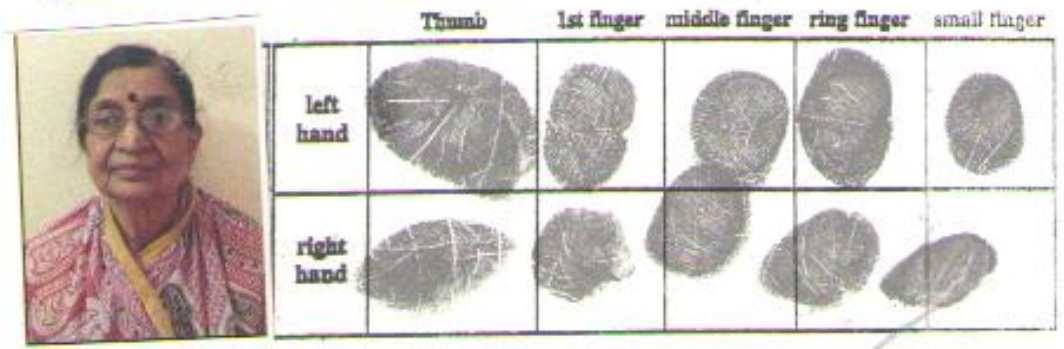 Thumb 1st finger middle finger ring finger small finger
left
hand
right
hand